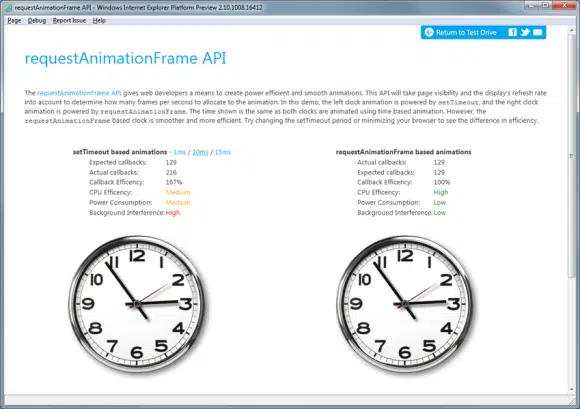 requestAnimationFrame API - Windows Internet Explorer Platform Preview 2.10.1008.16412
Page Debug Report Issue Help
Return to Test Drive
requestAnimationFrame API
The requestAnimationFrame API gives web developers a means to create power efficient and smooth animations. This API will take page visibility and the display's refresh rate
into account to determine how many frames per second to allocate to the animation. In this demo, the left clock animation is powered by setTimeout, and the right clock
animation is powered by requestAnimationFrame. The time shown is the same as both clocks are animated using time based animation. However, the
requestAnimationFrame based clock is smoother and more efficient. Try changing the setTimeout period or minimizing your browser to see the difference in efficiency.
setTimeout based animations - 1ms / 10ms / 15ms
Expected callbacks: 129
Actual callbacks: 216
Callback Efficency: 167%
CPU Efficency: Medium
Power Consumption: Medium
Background Interference: High
requestAnimationFrame based animations
Actual callbacks: 129
Expected callbacks: 129
Callback Efficency: 100%
CPU Efficency: High
Power Consumption: Low
Background Interference: Low
12
11 1
10 2
9 3
8 4
7 5
6
12
11 1
10 2
9 3
8 4
7 5
6